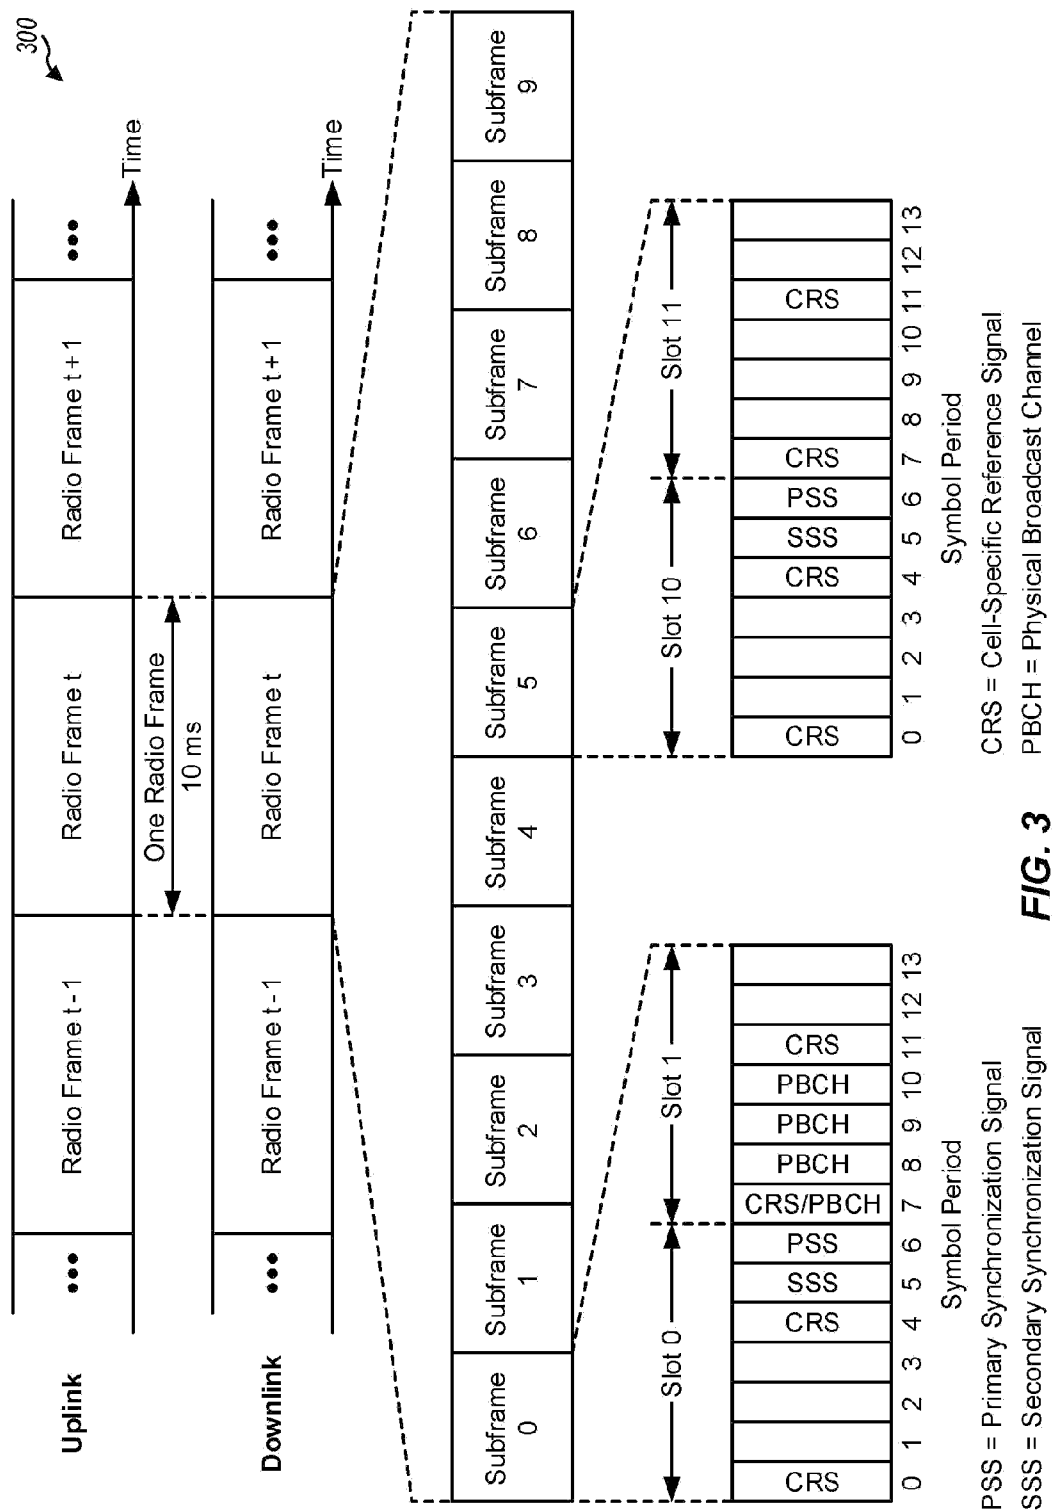 300
Uplink
••• Radio Frame t-1 Radio Frame t Radio Frame t+1 •••
Time
One Radio Frame
10 ms
Downlink
••• Radio Frame t-1 Radio Frame t Radio Frame t+1 •••
Time
Subframe 0
Subframe 1
Subframe 2
Subframe 3
Subframe 4
Subframe 5
Subframe 6
Subframe 7
Subframe 8
Subframe 9
Slot 0 Slot 1
CRS CRS SSS PSS CRS/PBCH PBCH PBCH PBCH CRS
0 1 2 3 4 5 6 7 8 9 10 11 12 13
Symbol Period
Slot 10 Slot 11
CRS CRS SSS PSS CRS CRS
0 1 2 3 4 5 6 7 8 9 10 11 12 13
Symbol Period
PSS = Primary Synchronization Signal
SSS = Secondary Synchronization Signal
CRS = Cell-Specific Reference Signal
PBCH = Physical Broadcast Channel
FIG. 3